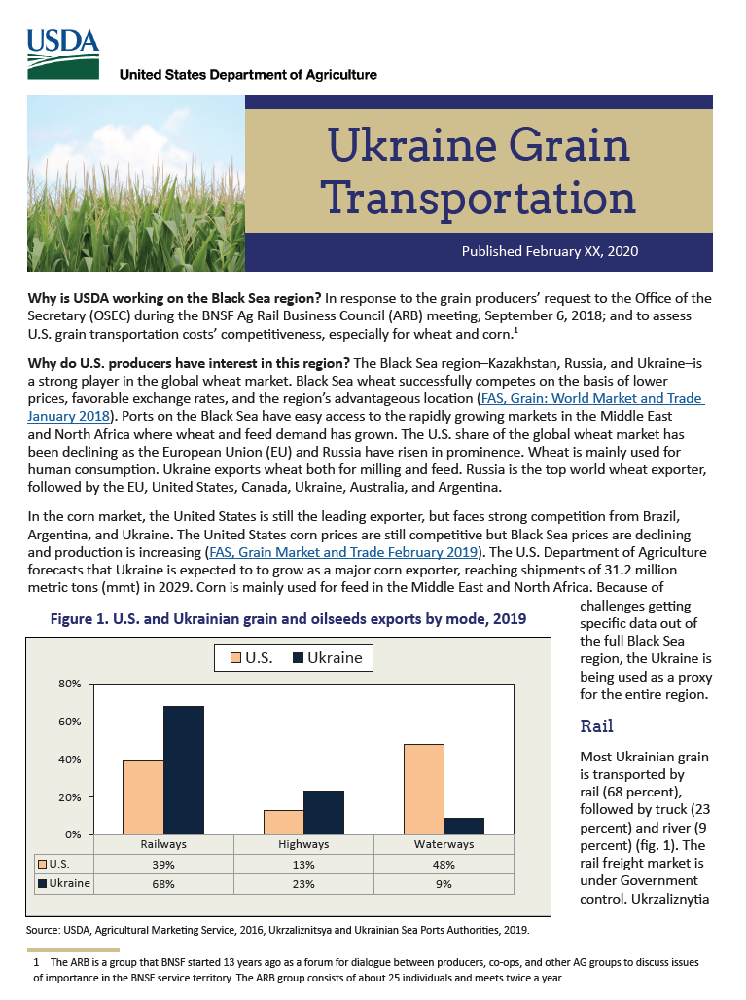 USDA
United States Department of Agriculture
Ukraine Grain
Transportation
Published February XX, 2020
Why is USDA working on the Black Sea region? In response to the grain producers’ request to the Office of the
Secretary (OSEC) during the BNSF Ag Rail Business Council (ARB) meeting, September 6, 2018; and to assess
U.S. grain transportation costs’ competitiveness, especially for wheat and corn.1
Why do U.S. producers have interest in this region? The Black Sea region–Kazakhstan, Russia, and Ukraine–is
a strong player in the global wheat market. Black Sea wheat successfully competes on the basis of lower
prices, favorable exchange rates, and the region’s advantageous location (FAS, Grain: World Market and Trade
January 2018). Ports on the Black Sea have easy access to the rapidly growing markets in the Middle East
and North Africa where wheat and feed demand has grown. The U.S. share of the global wheat market has
been declining as the European Union (EU) and Russia have risen in prominence. Wheat is mainly used for
human consumption. Ukraine exports wheat both for milling and feed. Russia is the top world wheat exporter,
followed by the EU, United States, Canada, Ukraine, Australia, and Argentina.
In the corn market, the United States is still the leading exporter, but faces strong competition from Brazil,
Argentina, and Ukraine. The United States corn prices are still competitive but Black Sea prices are declining
and production is increasing (FAS, Grain Market and Trade February 2019). The U.S. Department of Agriculture
forecasts that Ukraine is expected to to grow as a major corn exporter, reaching shipments of 31.2 million
metric tons (mmt) in 2029. Corn is mainly used for feed in the Middle East and North Africa. Because of
challenges getting
specific data out of
the full Black Sea
region, the Ukraine is
being used as a proxy
for the entire region.
Figure 1. U.S. and Ukrainian grain and oilseeds exports by mode, 2019
U.S. Ukraine
80%
60%
40%
20%
0%
Railways Highways Waterways
U.S. 39% 13% 48%
Ukraine 68% 23% 9%
Source: USDA, Agricultural Marketing Service, 2016, Ukrzaliznitsya and Ukrainian Sea Ports Authorities, 2019.
Rail
Most Ukrainian grain
is transported by
rail (68 percent),
followed by truck (23
percent) and river (9
percent) (fig. 1). The
rail freight market is
under Government
control. Ukrzaliznytia
1 The ARB is a group that BNSF started 13 years ago as a forum for dialogue between producers, co-ops, and other AG groups to discuss issues
of importance in the BNSF service territory. The ARB group consists of about 25 individuals and meets twice a year.